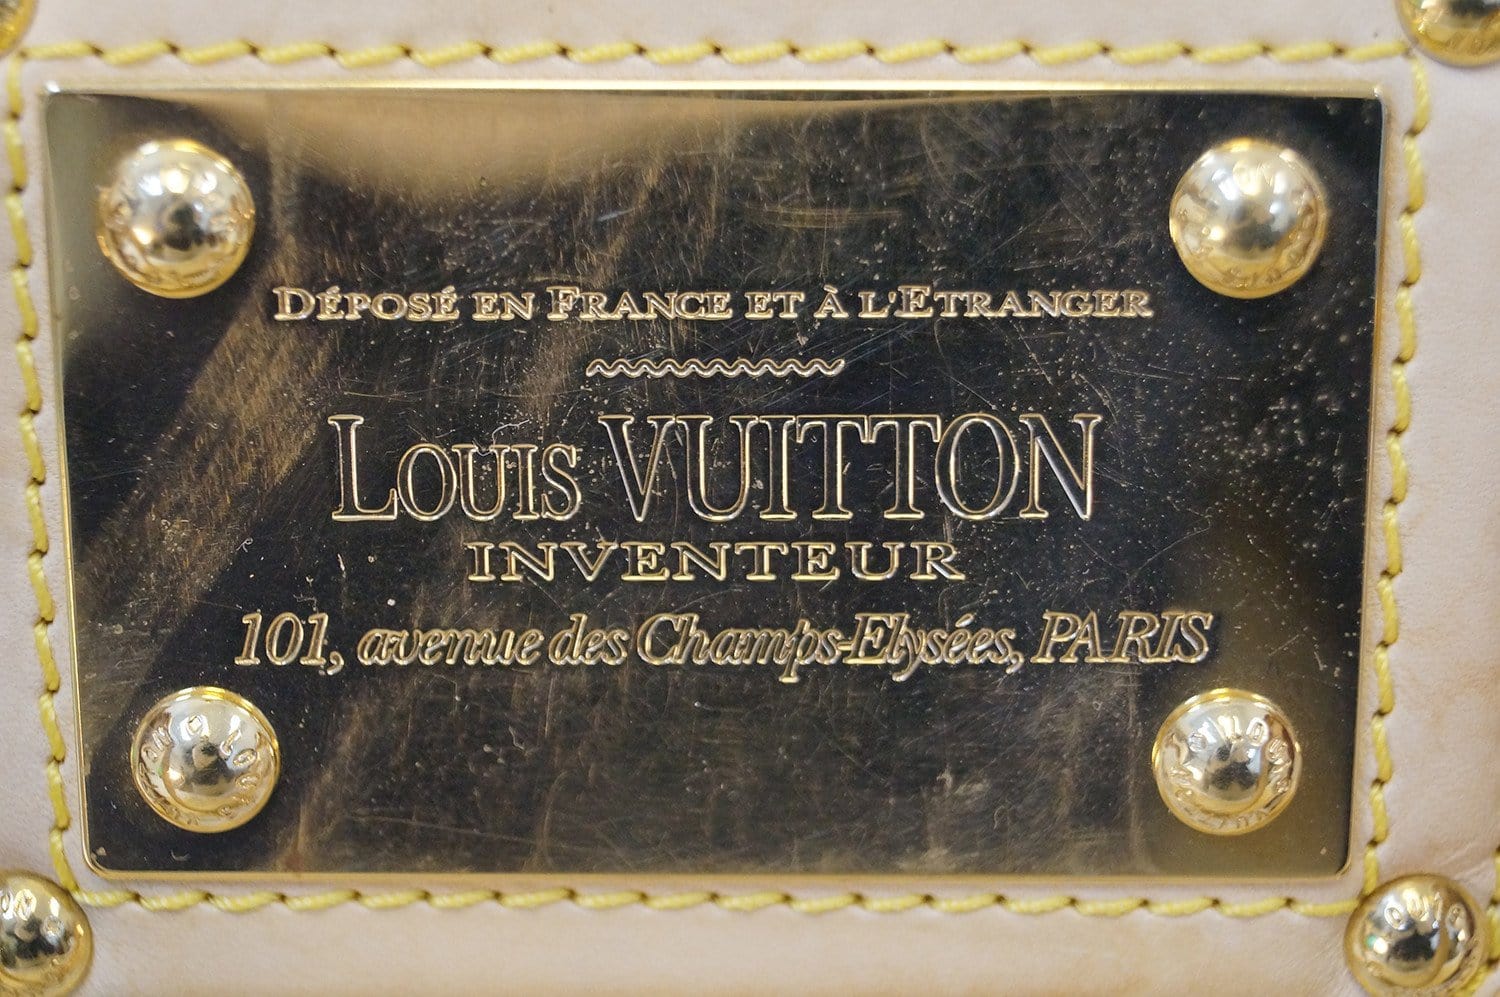 DÉPOSÉ EN FRANCE ET À L'ETRANGER
LOUIS VUITTON
INVENTEUR
101, avenue des Champs-Elysées, PARIS